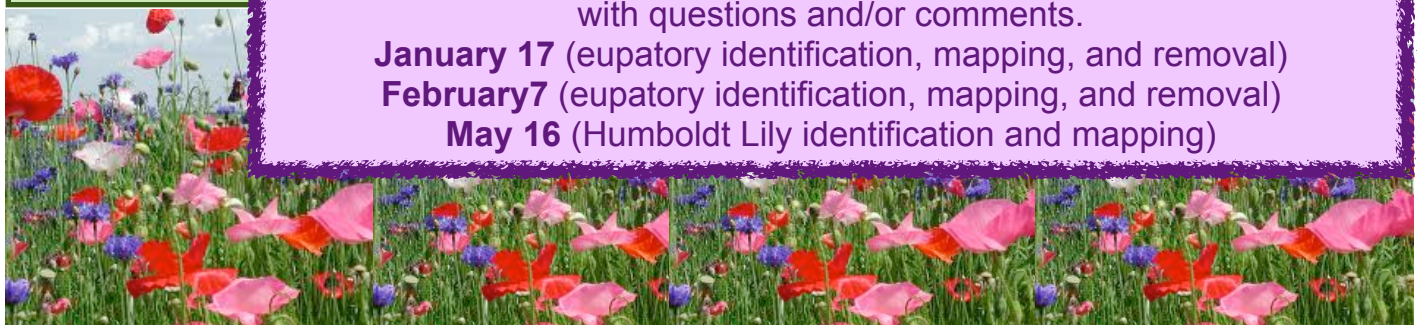 with questions and/or comments.
January 17 (eupatory identification, mapping, and removal)
February7 (eupatory identification, mapping, and removal)
May 16 (Humboldt Lily identification and mapping)